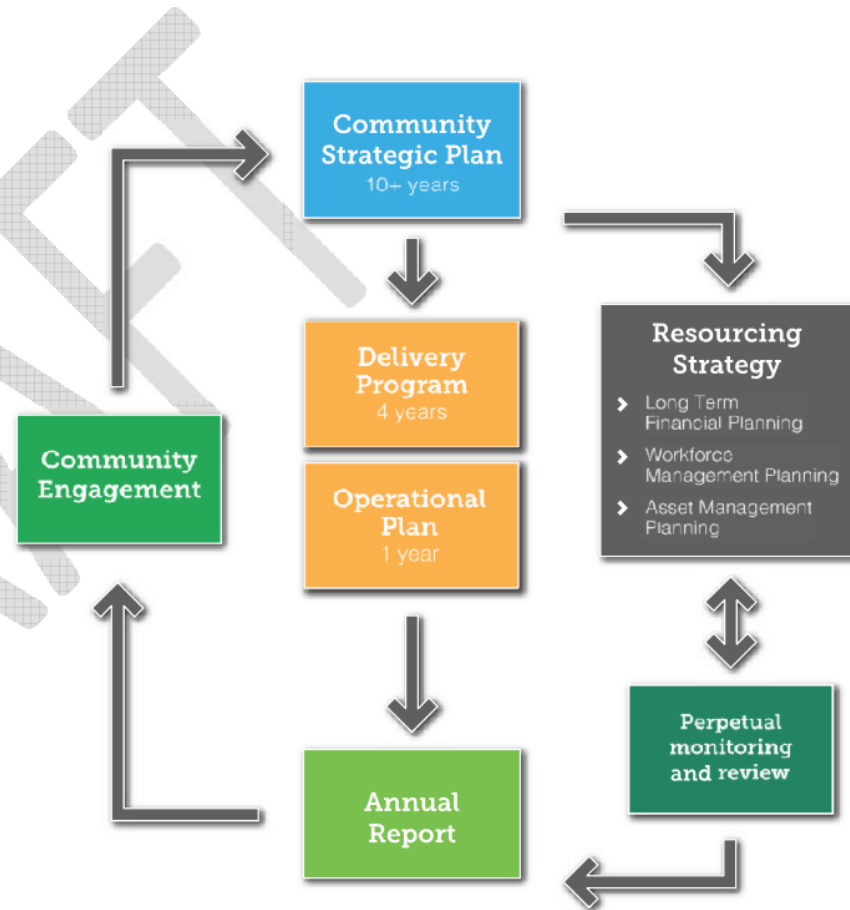 Community
Strategic Plan
10+ years
Delivery
Program
4 years
Operational
Plan
1 year
Resourcing
Strategy
Long Term
Financial Planning
Workforce
Management Planning
Asset Management
Planning
Community
Engagement
Perpetual
monitoring
and review
Annual
Report